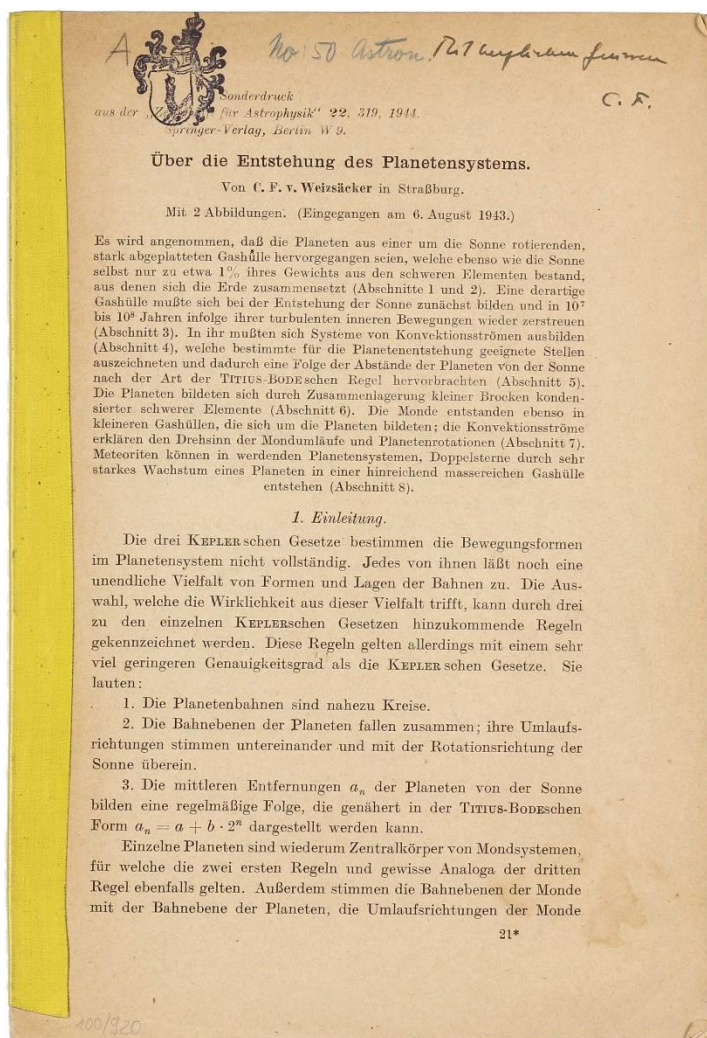 A
No: 50 Astron.
C. F.
Sonderdruck
aus der „ für Astrophysik“ 22, 319, 1944.
Springer-Verlag, Berlin W 9.
Über die Entstehung des Planetensystems.
Von C. F. v. Weizsäcker in Straßburg.
Mit 2 Abbildungen. (Eingegangen am 6. August 1943.)
Es wird angenommen, daß die Planeten aus einer um die Sonne rotierenden,
stark abgeplatteten Gashülle hervorgegangen seien, welche ebenso wie die Sonne
selbst nur zu etwa 1% ihres Gewichts aus den schweren Elementen bestand,
aus denen sich die Erde zusammensetzt (Abschnitte 1 und 2). Eine derartige
Gashülle mußte sich bei der Entstehung der Sonne zunächst bilden und in 10⁷
bis 10⁸ Jahren infolge ihrer turbulenten inneren Bewegungen wieder zerstreuen
(Abschnitt 3). In ihr mußten sich Systeme von Konvektionsströmen ausbilden
(Abschnitt 4), welche bestimmte für die Planetenentstehung geeignete Stellen
auszeichneten und dadurch eine Folge der Abstände der Planeten von der Sonne
nach der Art der TITIUS-BODEschen Regel hervorbrachten (Abschnitt 5).
Die Planeten bildeten sich durch Zusammenlagerung kleiner Brocken konden-
sierter schwerer Elemente (Abschnitt 6). Die Monde entstanden ebenso in
kleineren Gashüllen, die sich um die Planeten bildeten; die Konvektionsströme
erklären den Drehsinn der Mondumläufe und Planetenrotationen (Abschnitt 7).
Meteoriten können in werdenden Planetensystemen, Doppelsterne durch sehr
starkes Wachstum eines Planeten in einer hinreichend massereichen Gashülle
entstehen (Abschnitt 8).
1. Einleitung.
Die drei KEPLERschen Gesetze bestimmen die Bewegungsformen
im Planetensystem nicht vollständig. Jedes von ihnen läßt noch eine
unendliche Vielfalt von Formen und Lagen der Bahnen zu. Die Aus-
wahl, welche die Wirklichkeit aus dieser Vielfalt trifft, kann durch drei
zu den einzelnen KEPLERschen Gesetzen hinzukommende Regeln
gekennzeichnet werden. Diese Regeln gelten allerdings mit einem sehr
viel geringeren Genauigkeitsgrad als die KEPLERschen Gesetze. Sie
lauten:
1. Die Planetenbahnen sind nahezu Kreise.
2. Die Bahnebenen der Planeten fallen zusammen; ihre Umlaufs-
richtungen stimmen untereinander und mit der Rotationsrichtung der
Sonne überein.
3. Die mittleren Entfernungen aₙ der Planeten von der Sonne
bilden eine regelmäßige Folge, die genähert in der TITIUS-BODEschen
Form aₙ = a + b · 2ⁿ dargestellt werden kann.
Einzelne Planeten sind wiederum Zentralkörper von Mondsystemen,
für welche die zwei ersten Regeln und gewisse Analoga der dritten
Regel ebenfalls gelten. Außerdem stimmen die Bahnebenen der Monde
mit der Bahnebene der Planeten, die Umlaufsrichtungen der Monde
21*
100/920